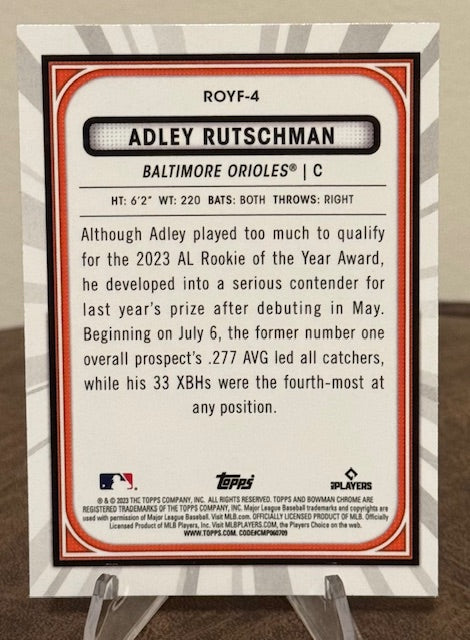 ROYF-4
ADLEY RUTSCHMAN
BALTIMORE ORIOLES® | C
HT: 6'2" WT: 220 BATS: BOTH THROWS: RIGHT
Although Adley played too much to qualify
for the 2023 AL Rookie of the Year Award,
he developed into a serious contender for
last year's prize after debuting in May.
Beginning on July 6, the former number one
overall prospect's .277 AVG led all catchers,
while his 33 XBHs were the fourth-most at
any position.
Topps
PLAYERS
® & © 2023 THE TOPPS COMPANY, INC. ALL RIGHTS RESERVED. TOPPS AND BOWMAN CHROME ARE
REGISTERED TRADEMARKS OF THE TOPPS COMPANY, INC. Major League Baseball trademarks and copyrights are
used with permission of Major League Baseball. Visit MLB.com. OFFICIALLY LICENSED PRODUCT OF MLB. Officially
Licensed Product of MLB Players, Inc. Visit MLBPLAYERS.COM, the Players Choice on the web.
WWW.TOPPS.COM. CODE#CMP060709